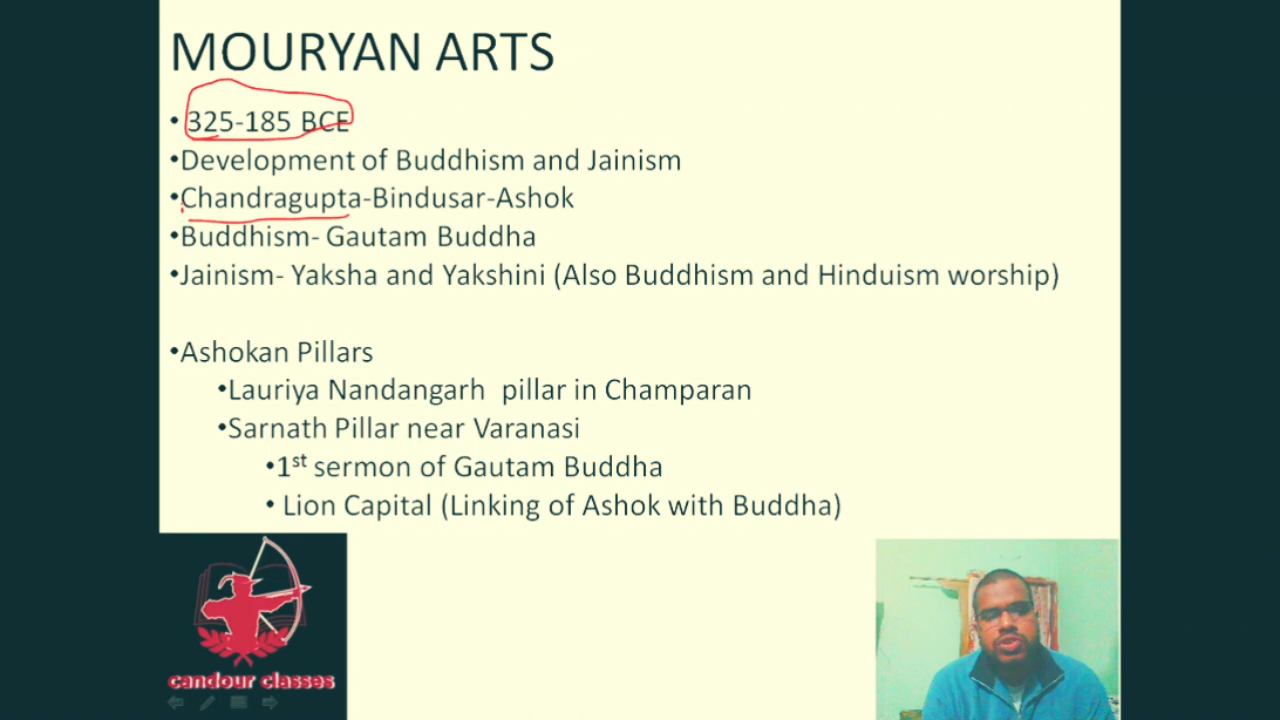 MOURYAN ARTS
• 325-185 BCE
•Development of Buddhism and Jainism
•Chandragupta-Bindusar-Ashok
•Buddhism- Gautam Buddha
•Jainism- Yaksha and Yakshini (Also Buddhism and Hinduism worship)
•Ashokan Pillars
•Lauriya Nandangarh pillar in Champaran
•Sarnath Pillar near Varanasi
•1st sermon of Gautam Buddha
• Lion Capital (Linking of Ashok with Buddha)
candour classes